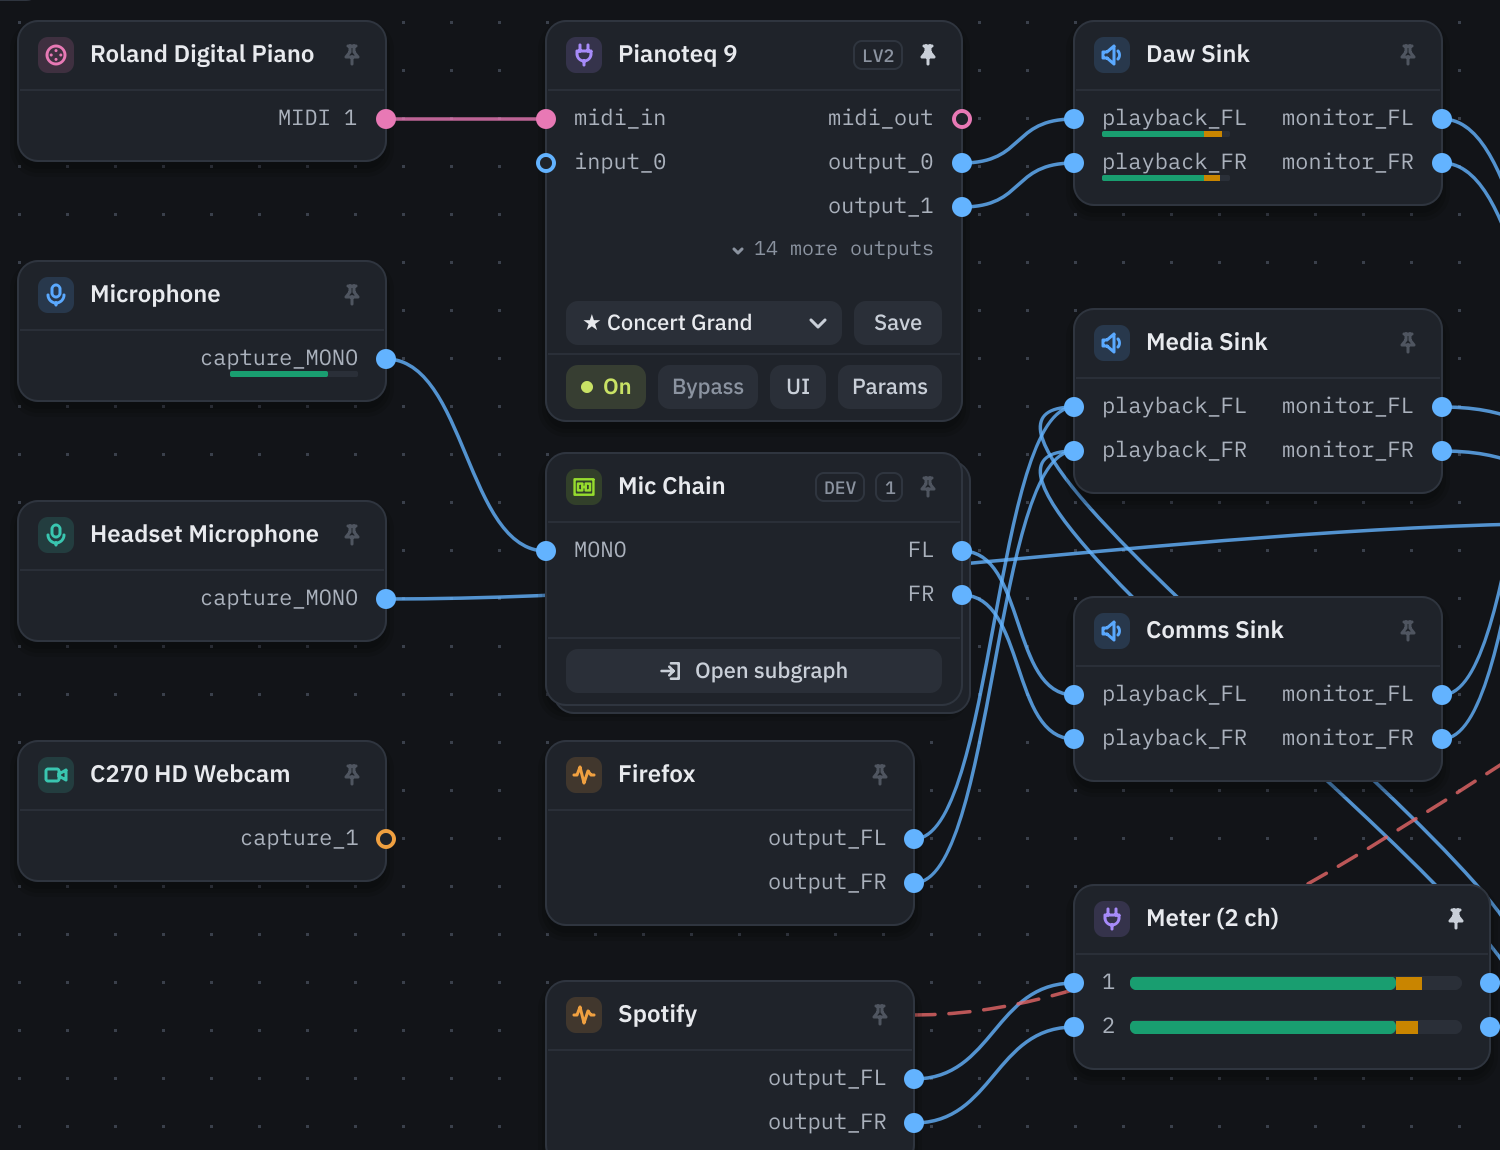 Roland Digital Piano
MIDI 1
Pianoteq 9
LV2
midi_in
midi_out
input_0
output_0
output_1
14 more outputs
★ Concert Grand
Save
On
Bypass
UI
Params
Daw Sink
playback_FL
monitor_FL
playback_FR
monitor_FR
Microphone
capture_MONO
Media Sink
playback_FL
monitor_FL
playback_FR
monitor_FR
Headset Microphone
capture_MONO
Mic Chain
DEV
1
MONO
FL
FR
Open subgraph
Comms Sink
playback_FL
monitor_FL
playback_FR
monitor_FR
C270 HD Webcam
capture_1
Firefox
output_FL
output_FR
Meter (2 ch)
1
2
Spotify
output_FL
output_FR